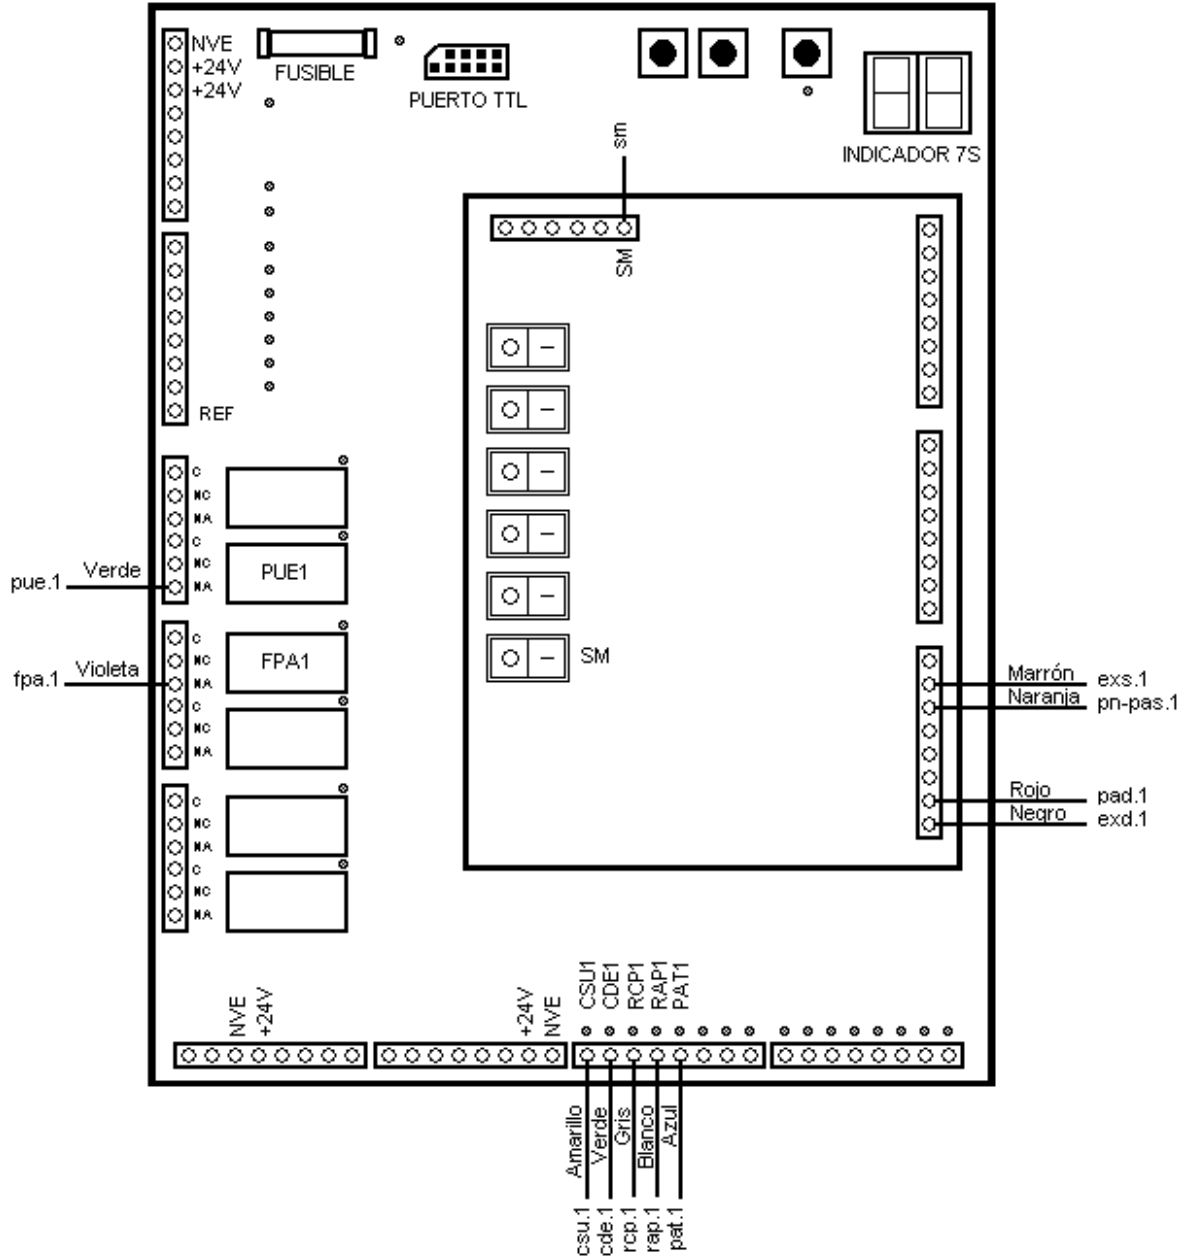 NVE
+24V
+24V
FUSIBLE
PUERTO TTL
INDICADOR 7S
sm
SM
REF
C
NC
NA
C
NC
NA
PUE1
Verde
pue.1
C
NC
NA
C
NC
NA
FPA1
Violeta
fpa.1
SM
Marrón
exs.1
Naranja
pn-pas.1
Rojo
pad.1
Negro
exd.1
C
NC
NA
C
NC
NA
NVE
+24V
+24V
NVE
CSU1
CDE1
RCP1
RAP1
PAT1
Amarillo
Verde
Gris
Blanco
Azul
csu.1
cde.1
rcp.1
rap.1
pat.1